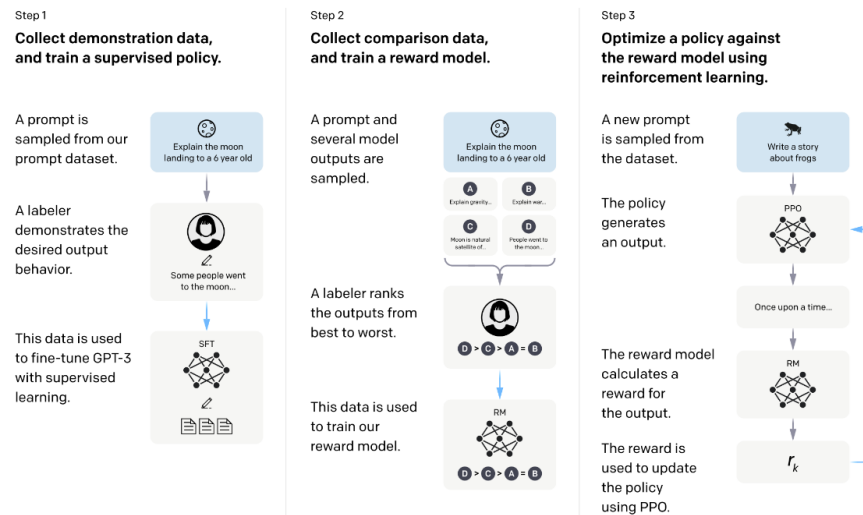 Step 1
Collect demonstration data,
and train a supervised policy.
A prompt is
sampled from our
prompt dataset.
Explain the moon
landing to a 6 year old
A labeler
demonstrates the
desired output
behavior.
Some people went
to the moon...
This data is used
to fine-tune GPT-3
with supervised
learning.
SFT
Step 2
Collect comparison data,
and train a reward model.
A prompt and
several model
outputs are
sampled.
Explain the moon
landing to a 6 year old
A
Explain gravity...
B
Explain war...
C
Moon is natural
satellite of...
D
People went to
the moon...
A labeler ranks
the outputs from
best to worst.
D > C > A = B
This data is used
to train our
reward model.
RM
D > C > A = B
Step 3
Optimize a policy against
the reward model using
reinforcement learning.
A new prompt
is sampled from
the dataset.
Write a story
about frogs
The policy
generates
an output.
PPO
Once upon a time...
The reward model
calculates a
reward for
the output.
RM
The reward is
used to update
the policy
using PPO.
r_k